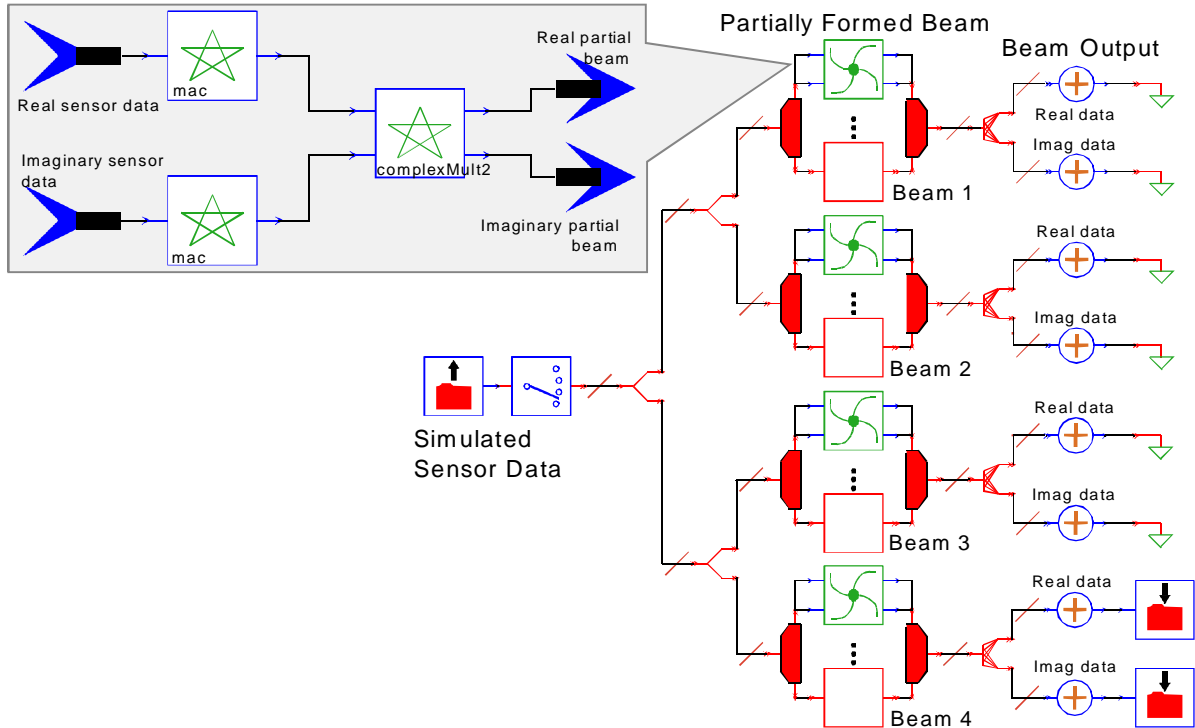 Real sensor data
mac
Imaginary sensor
data
mac
complexMult2
Real partial
beam
Imaginary partial
beam
Partially Formed Beam
Beam Output
Real data
Imag data
Beam 1
Real data
Imag data
Beam 2
Simulated
Sensor Data
Real data
Imag data
Beam 3
Real data
Imag data
Beam 4